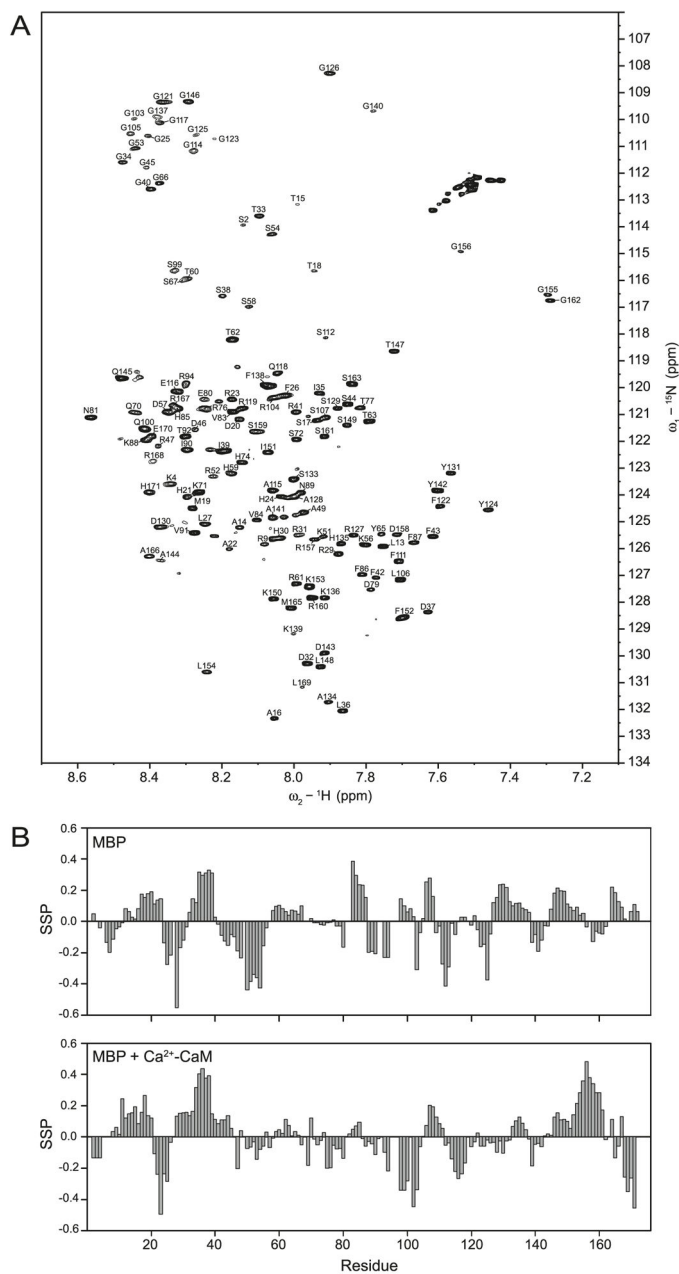 A
G126
G121 G146
G103 G137
G117
G140
G105
G125
G123
G53 G25
G114
G34
G45
G40 G66
T33
T15
S2
S54
G156
S99
T60
T18
S67
S38
S58
G155
G162
T62
S112
T147
Q145
Q118
R94
F138
S163
E116
R167
E80
R23
F26
I35
D57
R76 R119
R104
R41
S129 S44 T77
N81
Q70
H85
V83
S17
S107
T63
Q100
E170
D46
D20
S149
T92
S159
S72
S161
K88
R47
I90
I39
I151
R168
H74
H171
K4
R52
H59
S133
Y131
H21
K71
A115
N89
Y142
M19
H24
A128
F122
Y124
D130
L27
A14
V84
A141
A49
V91
H30
R31
K51
R127
Y65
D158
A22
R9
R157
H135
K56
L13
F87
F43
A166
A144
R29
F111
F86
F42
L106
R61
K153
D79
K150
K136
M165
R160
F152
D37
K139
D143
D32
L148
L154
L169
A134
A16
L36
107
108
109
110
111
112
113
114
115
116
117
118
119
120
121
122
123
124
125
126
127
128
129
130
131
132
133
134
ω₁ – ¹⁵N (ppm)
8.6 8.4 8.2 8.0 7.8 7.6 7.4 7.2
ω₂ – ¹H (ppm)
B
MBP
0.6
0.4
0.2
0.0
-0.2
-0.4
-0.6
SSP
MBP + Ca²⁺-CaM
0.6
0.4
0.2
0.0
-0.2
-0.4
-0.6
SSP
20 40 60 80 100 120 140 160
Residue